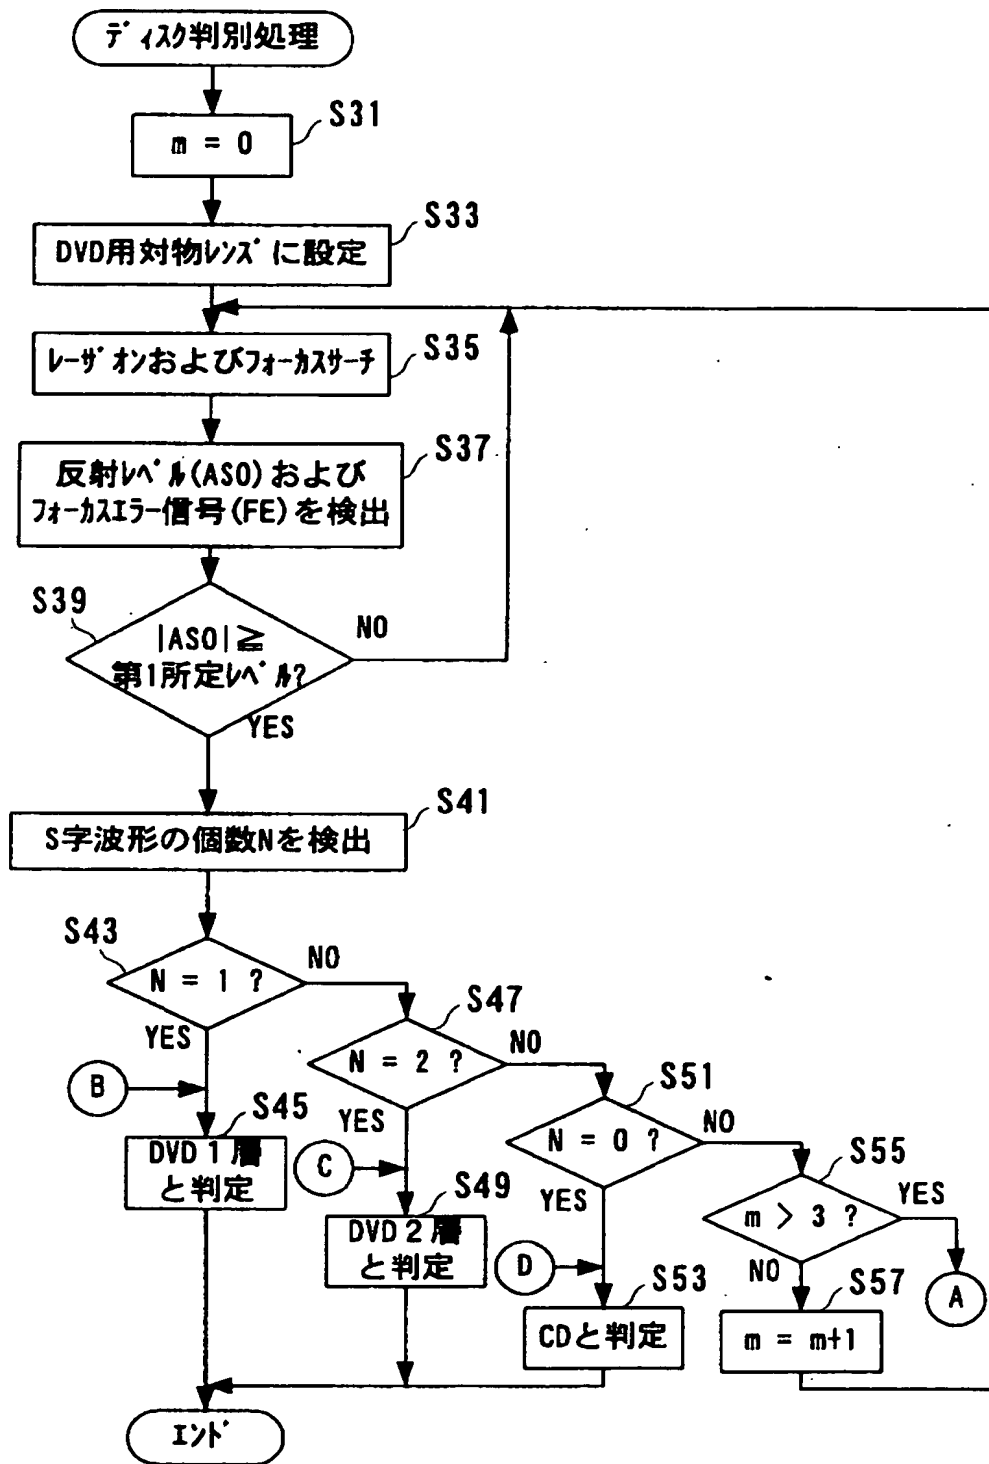 ディスク判別処理
S31
m = 0
S33
DVD用対物レンズに設定
レーザオンおよびフォーカスサーチ
S35
S37
反射レベル(ASO)および
フォーカスエラー信号(FE)を検出
S39
|ASO|≧
第1所定レベル?
NO
YES
S41
S字波形の個数Nを検出
S43
N = 1 ?
NO
YES
S47
N = 2 ?
NO
YES
B
S45
DVD1層
と判定
S51
N = 0 ?
NO
YES
C
S49
DVD2層
と判定
S55
m > 3 ?
YES
NO
D
S53
CDと判定
A
S57
m = m+1
エンド